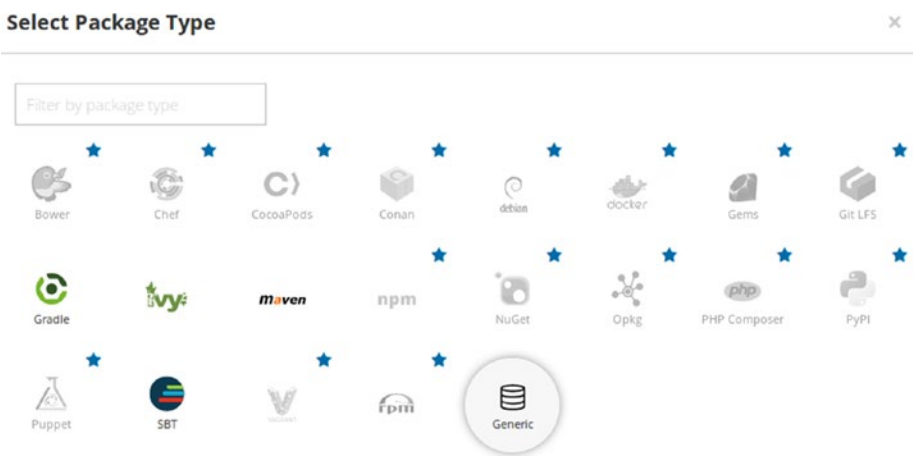 Select Package Type
×
Filter by package type
Bower Chef CocoaPods Conan debian docker Gems Git LFS
Gradle ivy maven npm NuGet Opkg PHP Composer PyPI
php
Puppet SBT VAGRANT rpm Generic